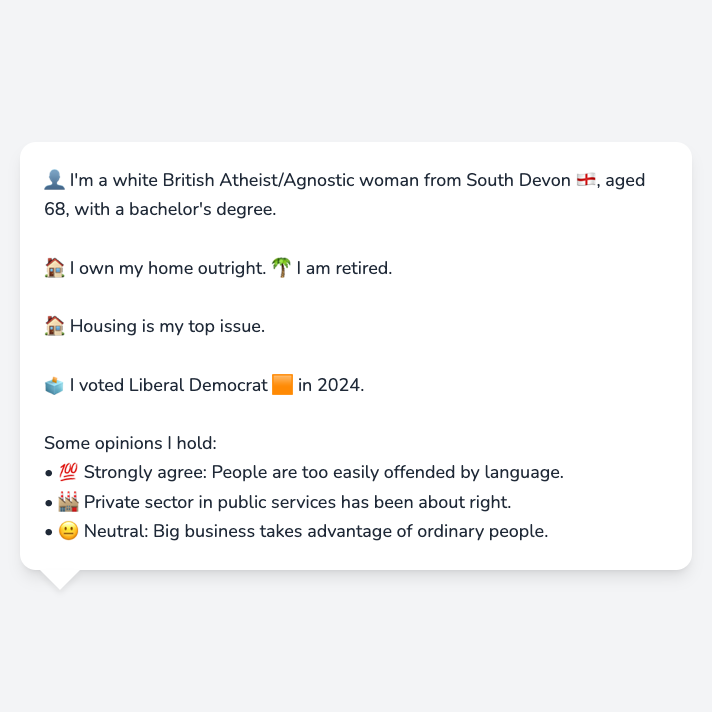 👤 I'm a white British Atheist/Agnostic woman from South Devon 🏴󠁧󠁢󠁥󠁮󠁧󠁿, aged
68, with a bachelor's degree.
🏠 I own my home outright. 🌴 I am retired.
🏠 Housing is my top issue.
🗳️ I voted Liberal Democrat 🟧 in 2024.
Some opinions I hold:
• 💯 Strongly agree: People are too easily offended by language.
• 🏭 Private sector in public services has been about right.
• 😐 Neutral: Big business takes advantage of ordinary people.